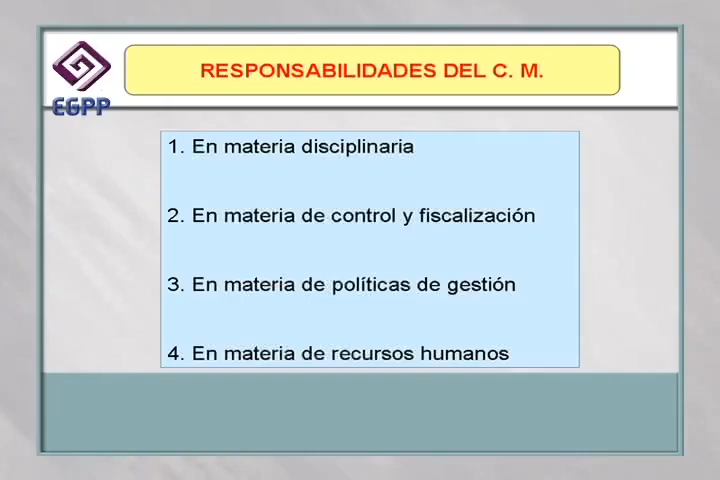 RESPONSABILIDADES DEL C. M.
EGPP
1. En materia disciplinaria
2. En materia de control y fiscalización
3. En materia de políticas de gestión
4. En materia de recursos humanos